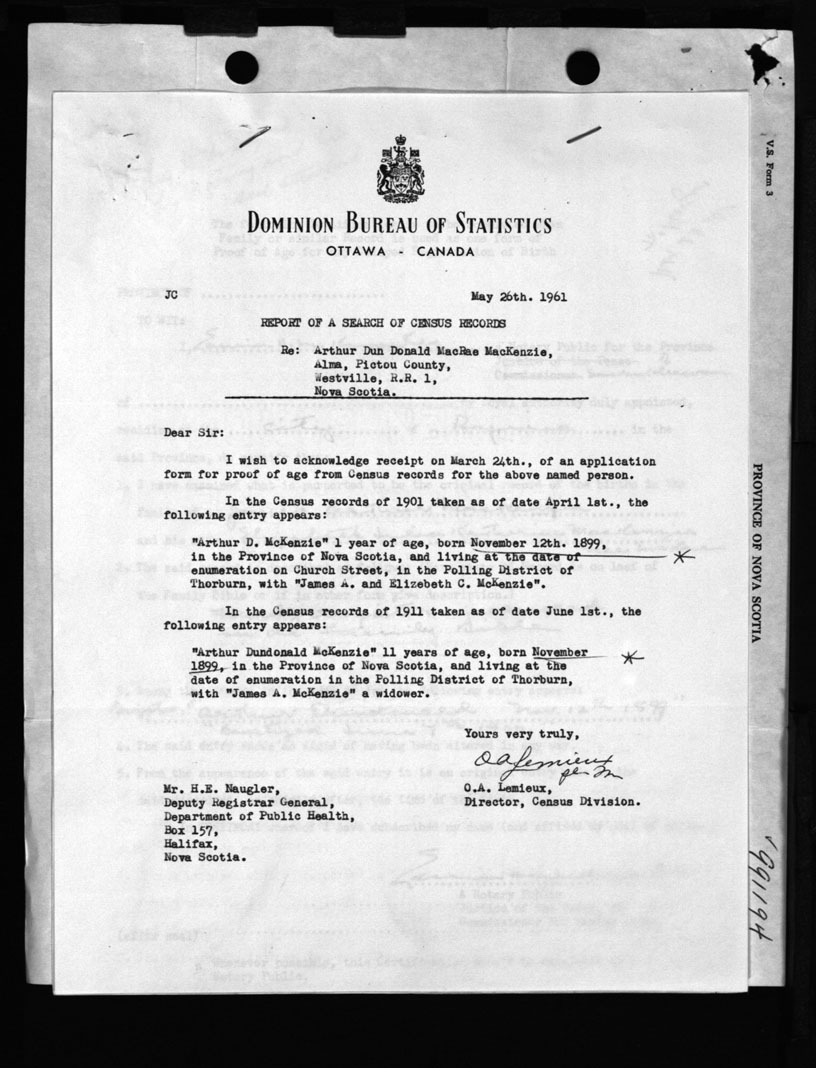 DOMINION BUREAU OF STATISTICS
OTTAWA - CANADA
JC
May 26th. 1961
REPORT OF A SEARCH OF CENSUS RECORDS
Re: Arthur Dun Donald MacRae MacKenzie,
Alma, Pictou County,
Westville, R.R. 1,
Nova Scotia.
Dear Sir:
I wish to acknowledge receipt on March 24th., of an application
form for proof of age from Census records for the above named person.
In the Census records of 1901 taken as of date April 1st., the
following entry appears:
"Arthur D. McKenzie" 1 year of age, born November 12th. 1899,
in the Province of Nova Scotia, and living at the date of
enumeration on Church Street, in the Polling District of
Thorburn, with "James A. and Elizebeth C. McKenzie".
In the Census records of 1911 taken as of date June 1st., the
following entry appears:
"Arthur Dundonald McKenzie" 11 years of age, born November
1899, in the Province of Nova Scotia, and living at the
date of enumeration in the Polling District of Thorburn,
with "James A. McKenzie" a widower.
Yours very truly,
OA Lemieux
per
O.A. Lemieux,
Director, Census Division.
Mr. H.E. Naugler,
Deputy Registrar General,
Department of Public Health,
Box 157,
Halifax,
Nova Scotia.
V.S. Form 3
PROVINCE OF NOVA SCOTIA
991194